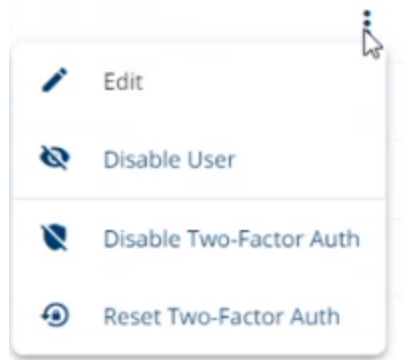 Edit
Disable User
Disable Two-Factor Auth
Reset Two-Factor Auth